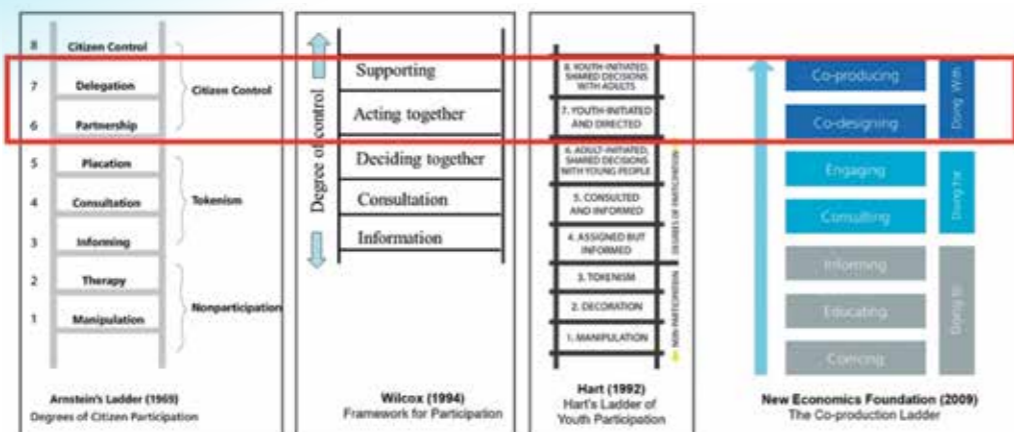 8 Citizen Control
7 Delegation
6 Partnership
Citizen Control
5 Placation
4 Consultation
3 Informing
Tokenism
2 Therapy
1 Manipulation
Nonparticipation
Arnstein's Ladder (1969)
Degrees of Citizen Participation
Degree of control
Supporting
Acting together
Deciding together
Consultation
Information
Wilcox (1994)
Framework for Participation
8. YOUTH-INITIATED,
SHARED DECISIONS
WITH ADULTS
7. YOUTH-INITIATED
AND DIRECTED
6. ADULT-INITIATED,
SHARED DECISIONS
WITH YOUNG PEOPLE
5. CONSULTED
AND INFORMED
4. ASSIGNED BUT
INFORMED
3. TOKENISM
2. DECORATION
1. MANIPULATION
DEGREES OF PARTICIPATION
NON-PARTICIPATION
Hart (1992)
Hart's Ladder of
Youth Participation
Co-producing
Co-designing
Doing With
Engaging
Consulting
Doing for
Informing
Educating
Coercing
Doing to
New Economics Foundation (2009)
The Co-production Ladder